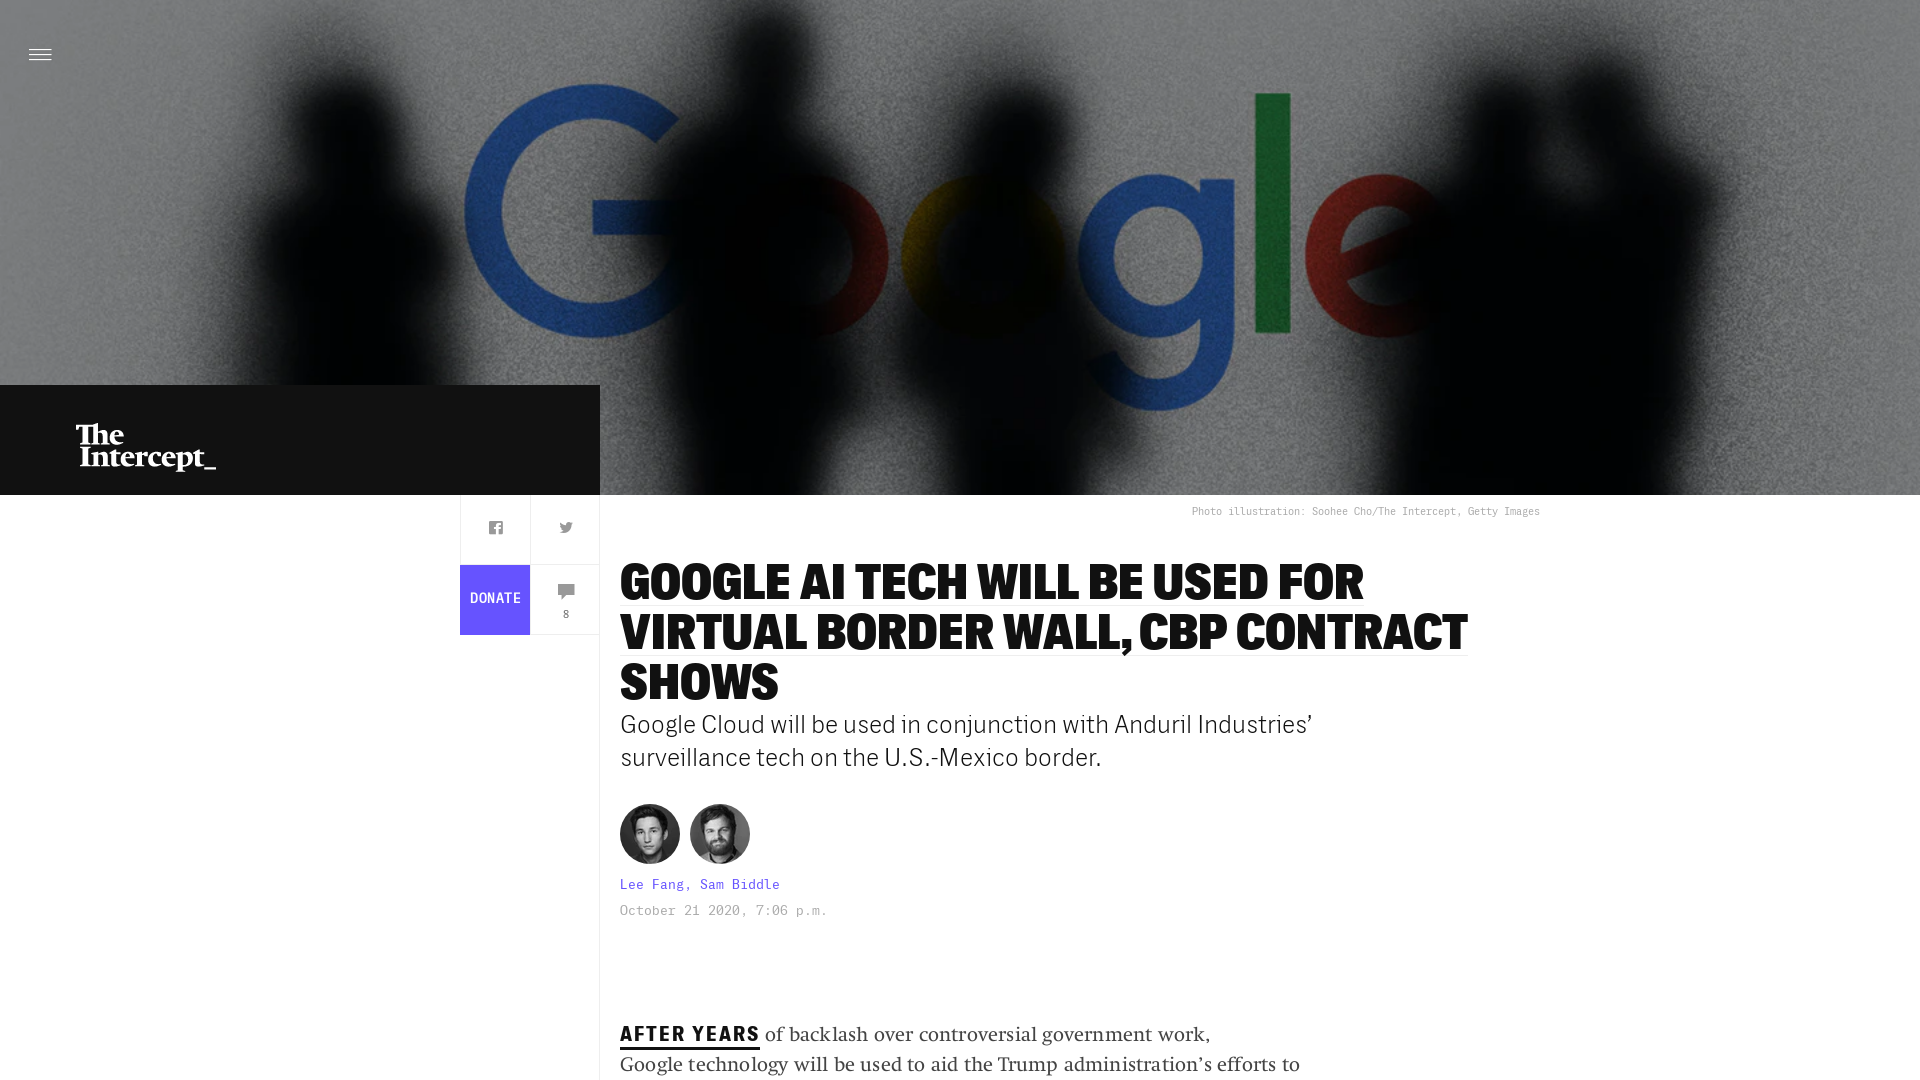 Google
The
Intercept_
Photo illustration: Soohee Cho/The Intercept, Getty Images
DONATE
8
GOOGLE AI TECH WILL BE USED FOR
VIRTUAL BORDER WALL, CBP CONTRACT
SHOWS
Google Cloud will be used in conjunction with Anduril Industries’
surveillance tech on the U.S.-Mexico border.
Lee Fang, Sam Biddle
October 21 2020, 7:06 p.m.
AFTER YEARS of backlash over controversial government work,
Google technology will be used to aid the Trump administration’s efforts to